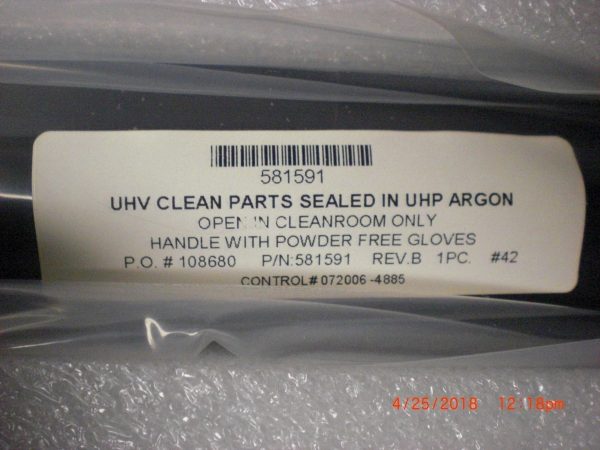 581591
UHV CLEAN PARTS SEALED IN UHP ARGON
OPEN IN CLEANROOM ONLY
HANDLE WITH POWDER FREE GLOVES
P.O. # 108680 P/N:581591 REV.B 1PC. #42
CONTROL# 072006 -4885
4/25/2018 12:18pm